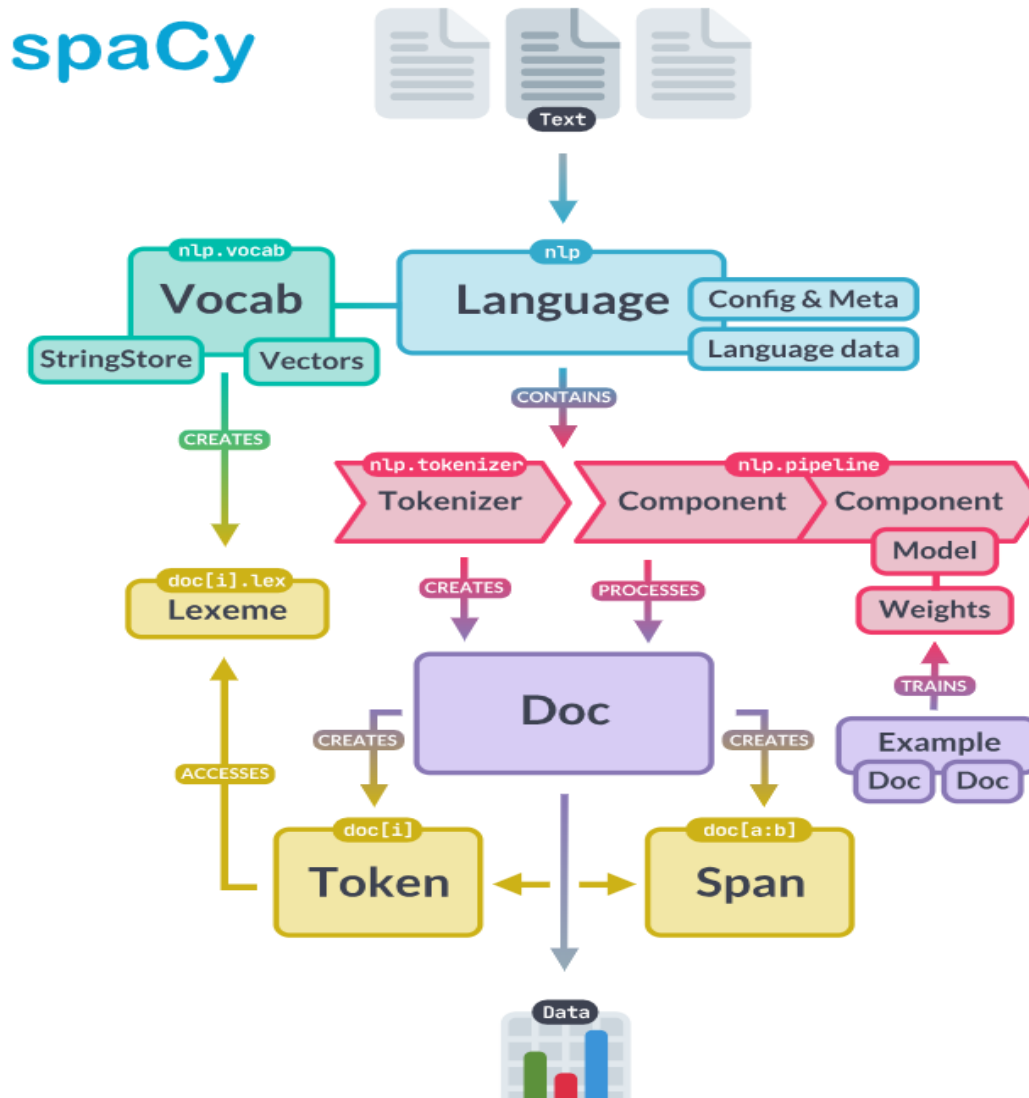 spaCy
Text
nlp.vocab
Vocab
StringStore
Vectors
nlp
Language
Config & Meta
Language data
CONTAINS
CREATES
nlp.tokenizer
Tokenizer
nlp.pipeline
Component
Component
Model
Weights
CREATES
PROCESSES
doc[i].lex
Lexeme
TRAINS
Doc
Example
Doc
Doc
CREATES
CREATES
ACCESSES
doc[i]
Token
doc[a:b]
Span
Data